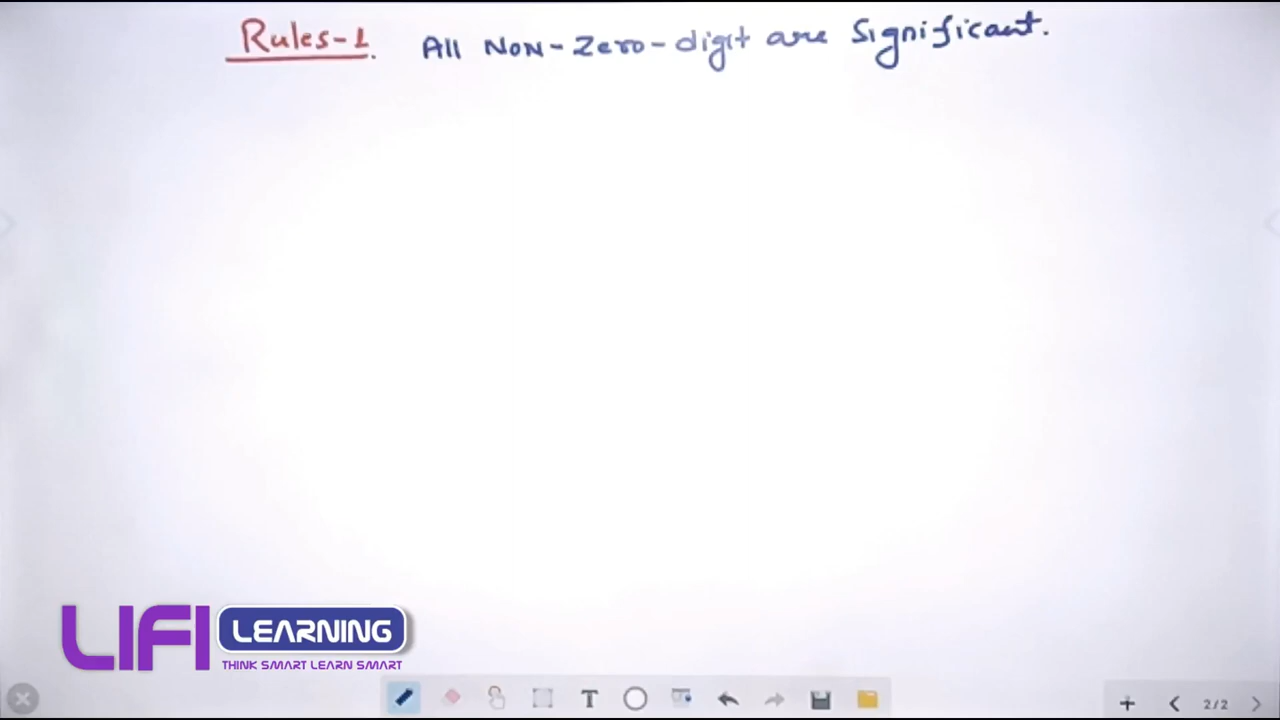 Rules-1. All Non-Zero-digit are Significant.
LIFI LEARNING
THINK SMART LEARN SMART
T
2/2